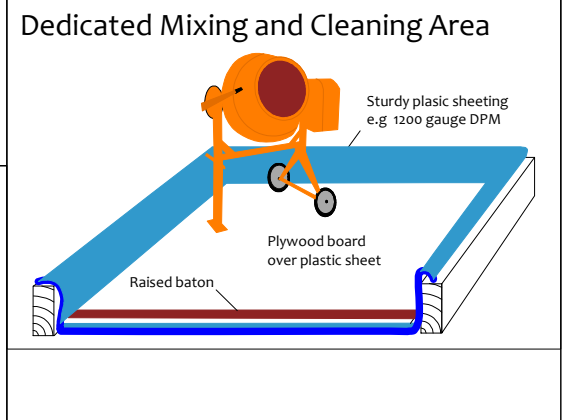 Dedicated Mixing and Cleaning Area
Sturdy plasic sheeting
e.g 1200 gauge DPM
Plywood board
over plastic sheet
Raised baton